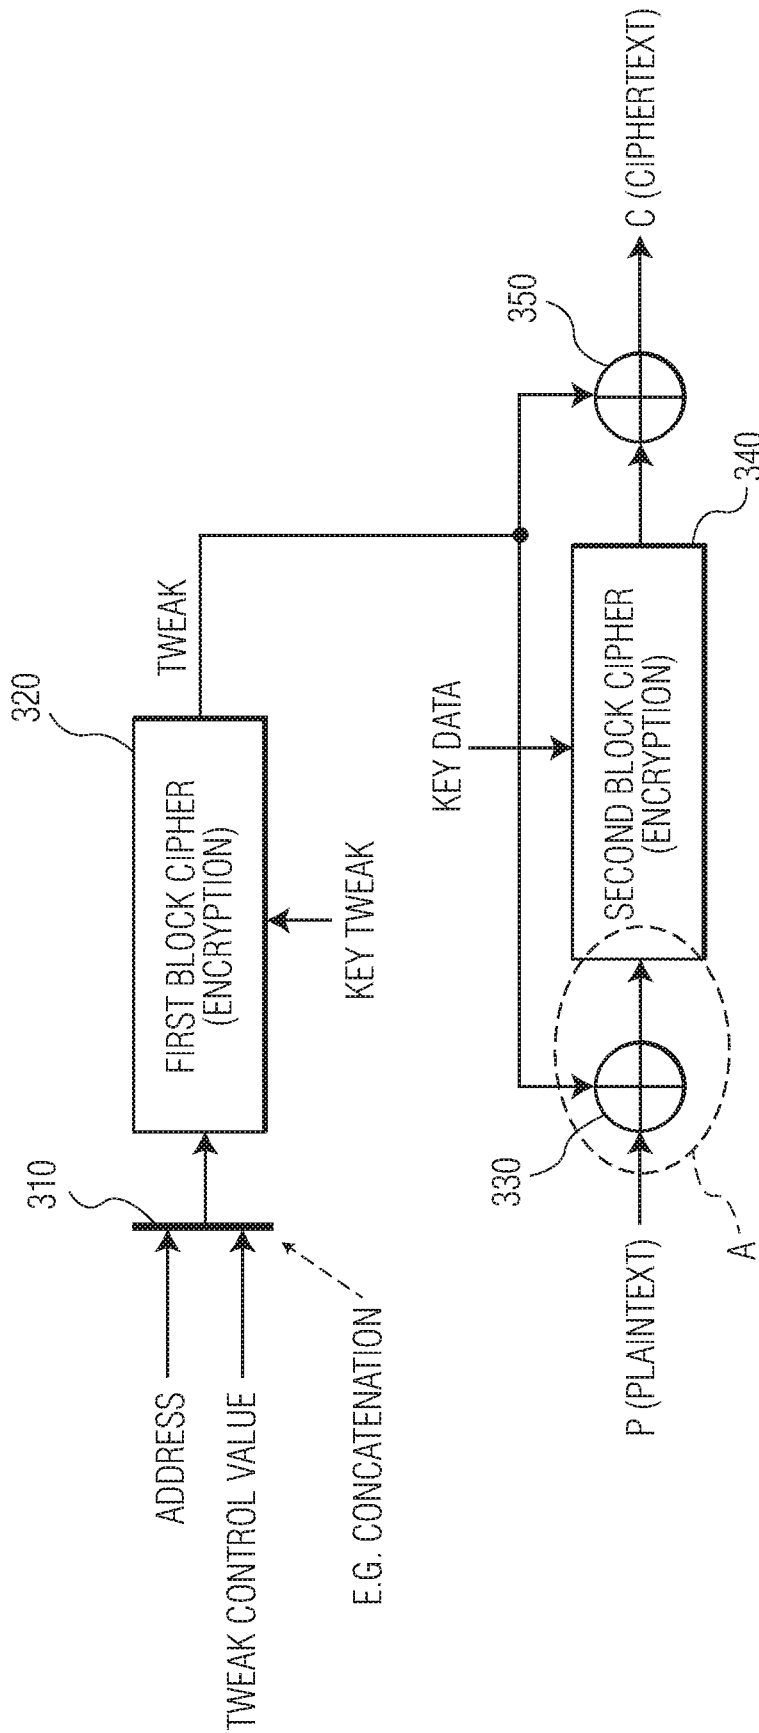 ADDRESS
TWEAK CONTROL VALUE
E.G. CONCATENATION
310
FIRST BLOCK CIPHER
(ENCRYPTION)
320
KEY TWEAK
TWEAK
P (PLAINTEXT)
330
A
KEY DATA
SECOND BLOCK CIPHER
(ENCRYPTION)
340
350
C (CIPHERTEXT)